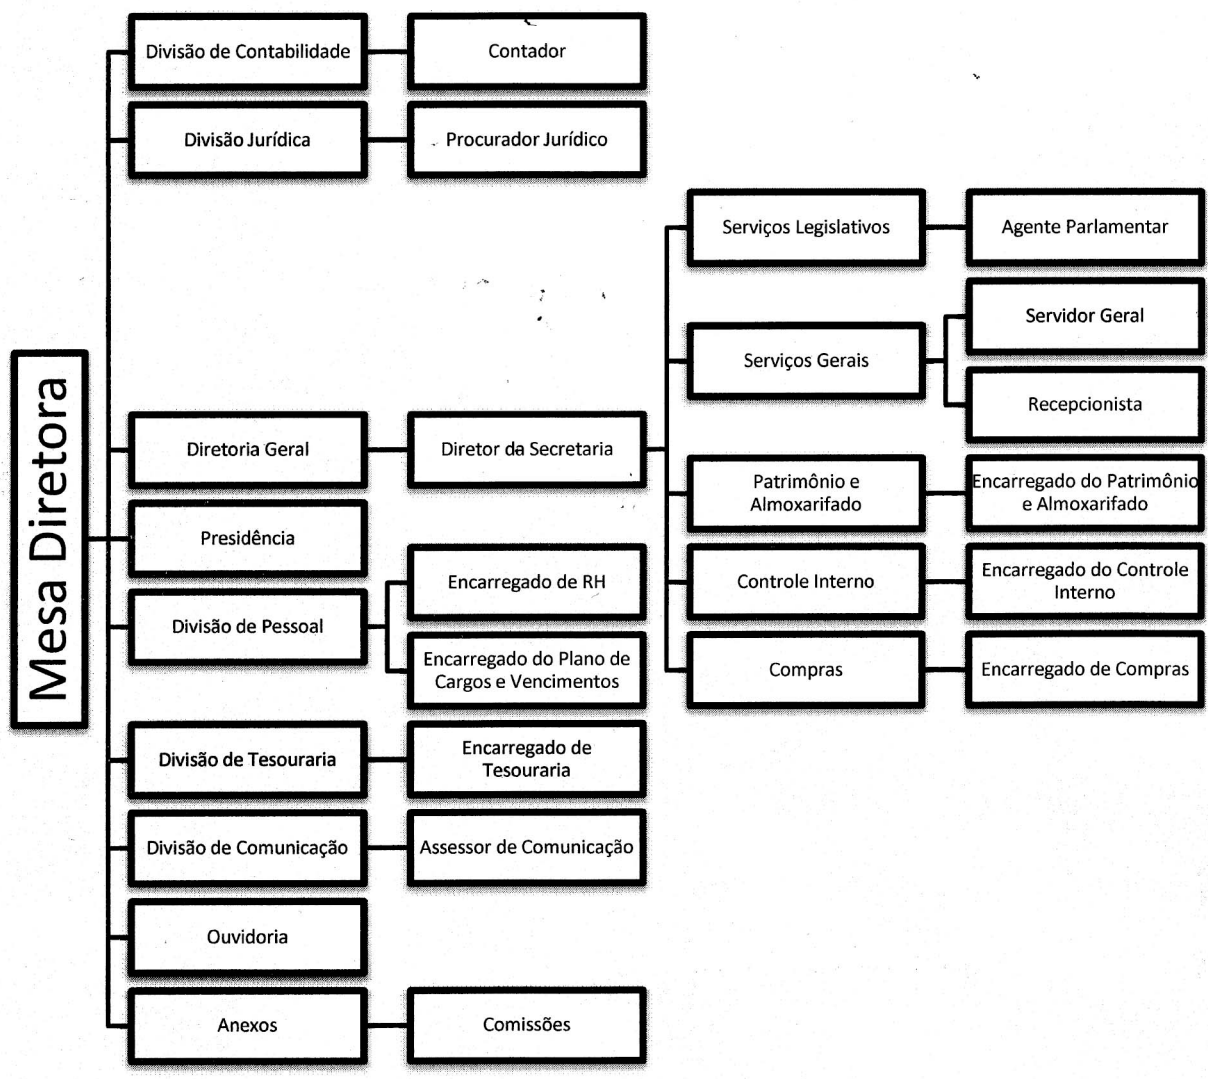 Mesa Diretora
Divisão de Contabilidade
Contador
Divisão Jurídica
Procurador Jurídico
Diretoria Geral
Diretor da Secretaria
Serviços Legislativos
Agente Parlamentar
Serviços Gerais
Servidor Geral
Recepcionista
Patrimônio e
Almoxarifado
Encarregado do Patrimônio
e Almoxarifado
Controle Interno
Encarregado do Controle
Interno
Compras
Encarregado de Compras
Presidência
Divisão de Pessoal
Encarregado de RH
Encarregado do Plano de
Cargos e Vencimentos
Divisão de Tesouraria
Encarregado de
Tesouraria
Divisão de Comunicação
Assessor de Comunicação
Ouvidoria
Anexos
Comissões